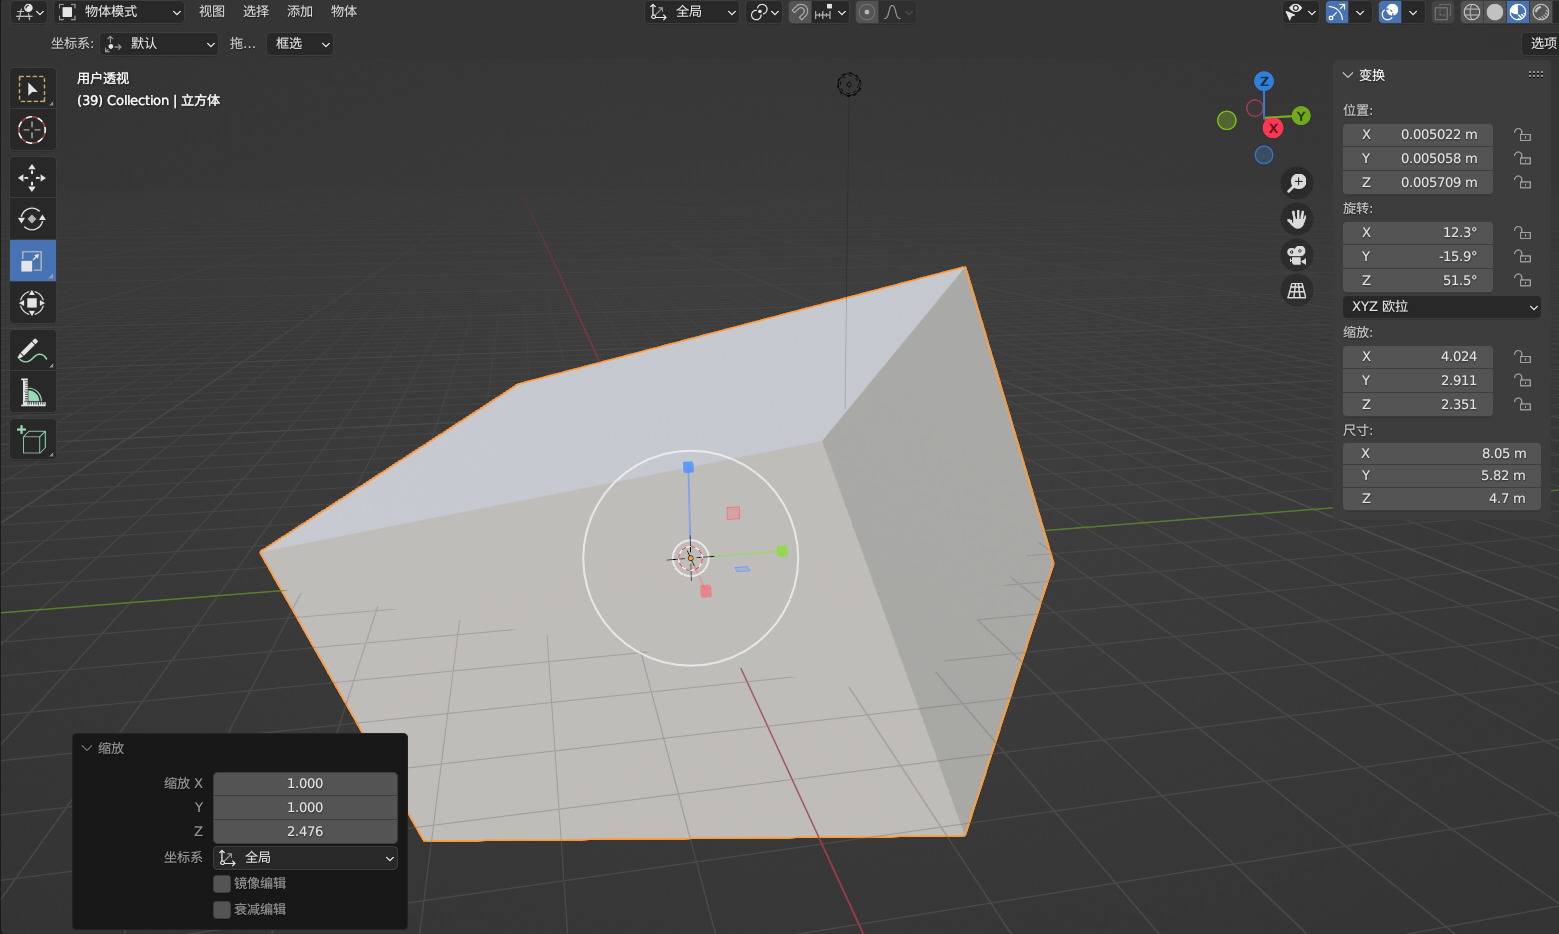 物体模式 视图 选择 添加 物体 全局
坐标系: 默认 拖... 框选 选项
用户透视
(39) Collection | 立方体
Z
Y
X
变换
位置:
X 0.005022 m
Y 0.005058 m
Z 0.005709 m
旋转:
X 12.3°
Y -15.9°
Z 51.5°
XYZ 欧拉
缩放:
X 4.024
Y 2.911
Z 2.351
尺寸:
X 8.05 m
Y 5.82 m
Z 4.7 m
缩放
缩放 X 1.000
Y 1.000
Z 2.476
坐标系 全局
镜像编辑
衰减编辑